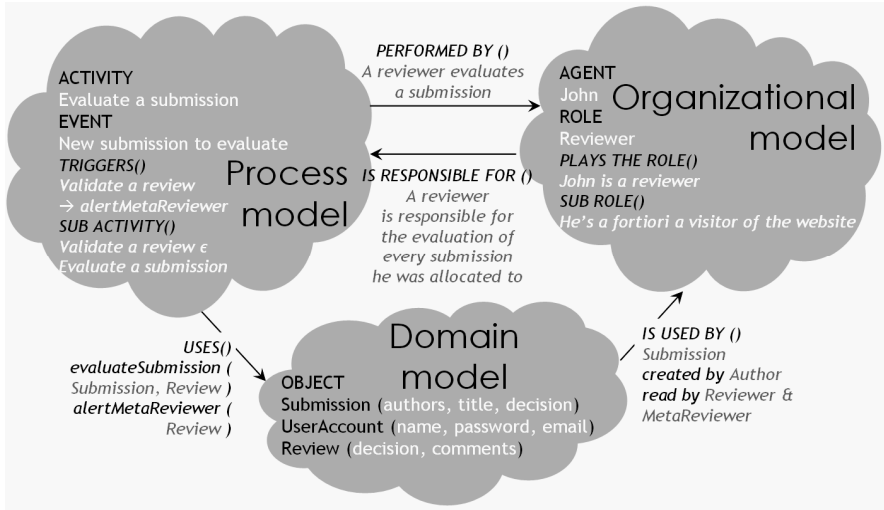 ACTIVITY
Evaluate a submission
EVENT
New submission to evaluate
TRIGGERS()
Validate a review
→ alertMetaReviewer
SUB ACTIVITY()
Validate a review ϵ
Evaluate a submission
Process
model
PERFORMED BY ()
A reviewer evaluates
a submission
IS RESPONSIBLE FOR ()
A reviewer
is responsible for
the evaluation of
every submission
he was allocated to
AGENT
John
ROLE
Reviewer
PLAYS THE ROLE()
John is a reviewer
SUB ROLE()
He's a fortiori a visitor of the website
Organizational
model
USES()
evaluateSubmission (
Submission, Review )
alertMetaReviewer (
Review )
Domain
model
OBJECT
Submission (authors, title, decision)
UserAccount (name, password, email)
Review (decision, comments)
IS USED BY ()
Submission
created by Author
read by Reviewer &
MetaReviewer